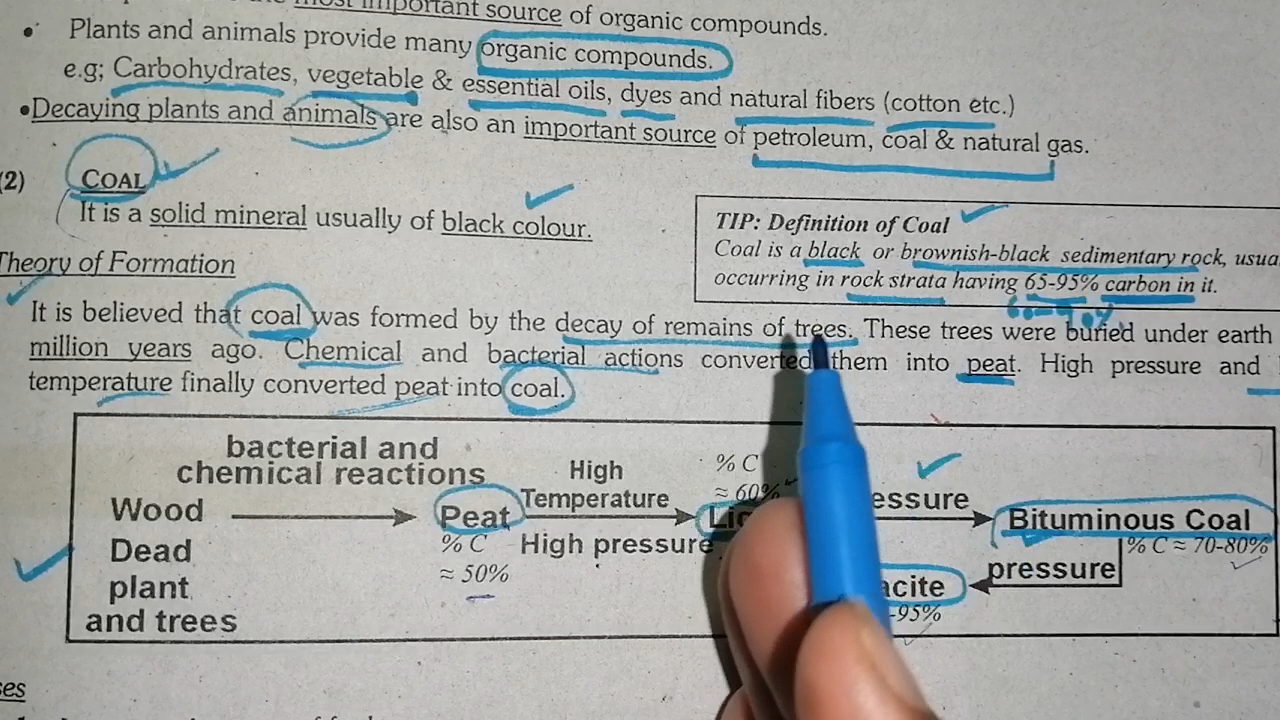 most important source of organic compounds.
• Plants and animals provide many organic compounds.
e.g; Carbohydrates, vegetable & essential oils, dyes and natural fibers (cotton etc.)
•Decaying plants and animals are also an important source of petroleum, coal & natural gas.
(2) COAL
It is a solid mineral usually of black colour.
TIP: Definition of Coal
Coal is a black or brownish-black sedimentary rock,
occurring in rock strata having 65-95% carbon in it.
Theory of Formation
It is believed that coal was formed by the decay of remains of trees. These trees were buried under earth
million years ago. Chemical and bacterial actions converted them into peat. High pressure and
temperature finally converted peat into coal.
bacterial and
chemical reactions
High
Temperature
High pressure
% C
≈ 60%
Wood
Dead
plant
and trees
Peat
% C
≈ 50%
Bituminous Coal
% C ≈ 70-80%
pressure